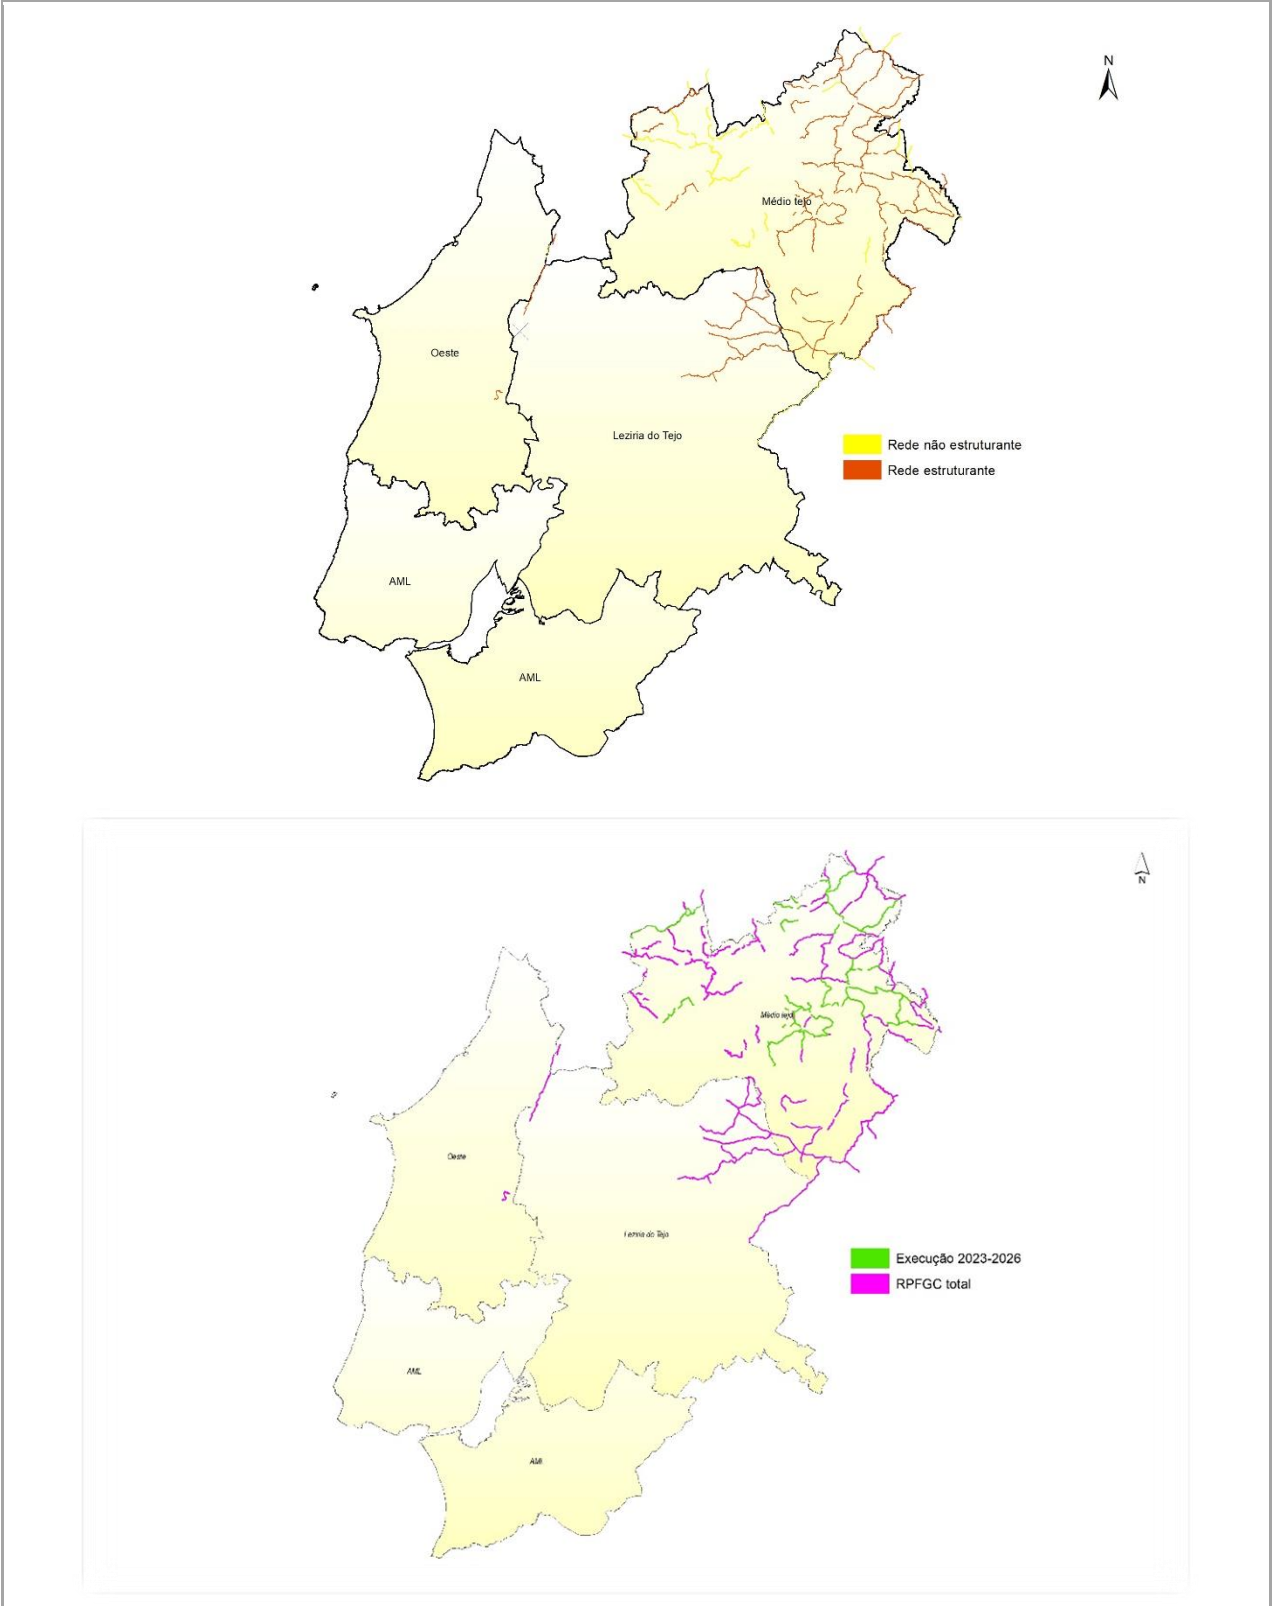 N
Médio tejo
Oeste
Leziria do Tejo
Rede não estruturante
Rede estruturante
AML
AML
N
Médio tejo
Oeste
Leziria do Tejo
Execução 2023-2026
RPFGC total
AML
AML